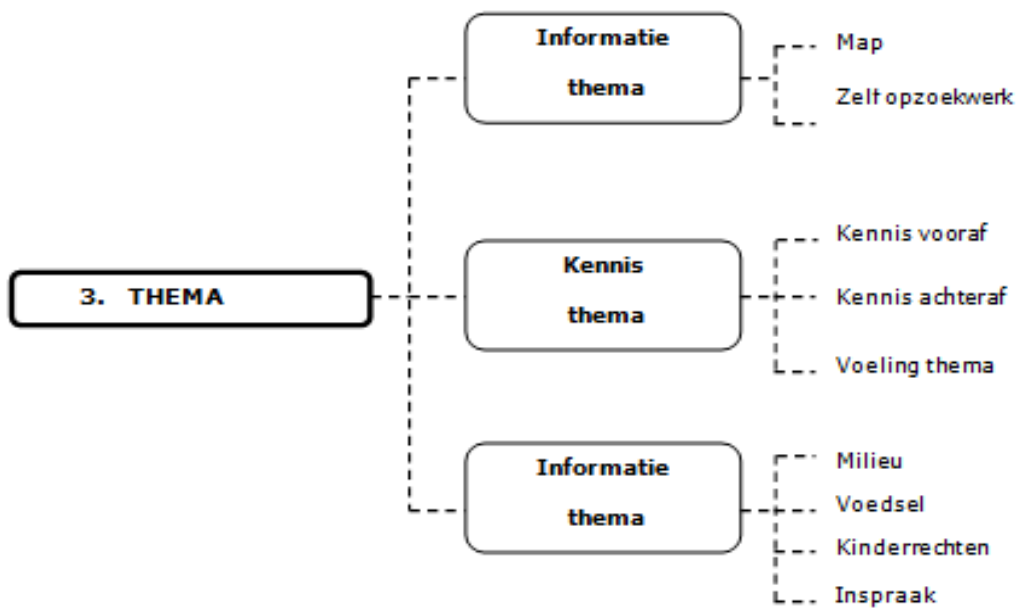 Informatie
thema
Map
Zelf opzoekwerk
3. THEMA
Kennis
thema
Kennis vooraf
Kennis achteraf
Voeling thema
Informatie
thema
Milieu
Voedsel
Kinderrechten
Inspraak